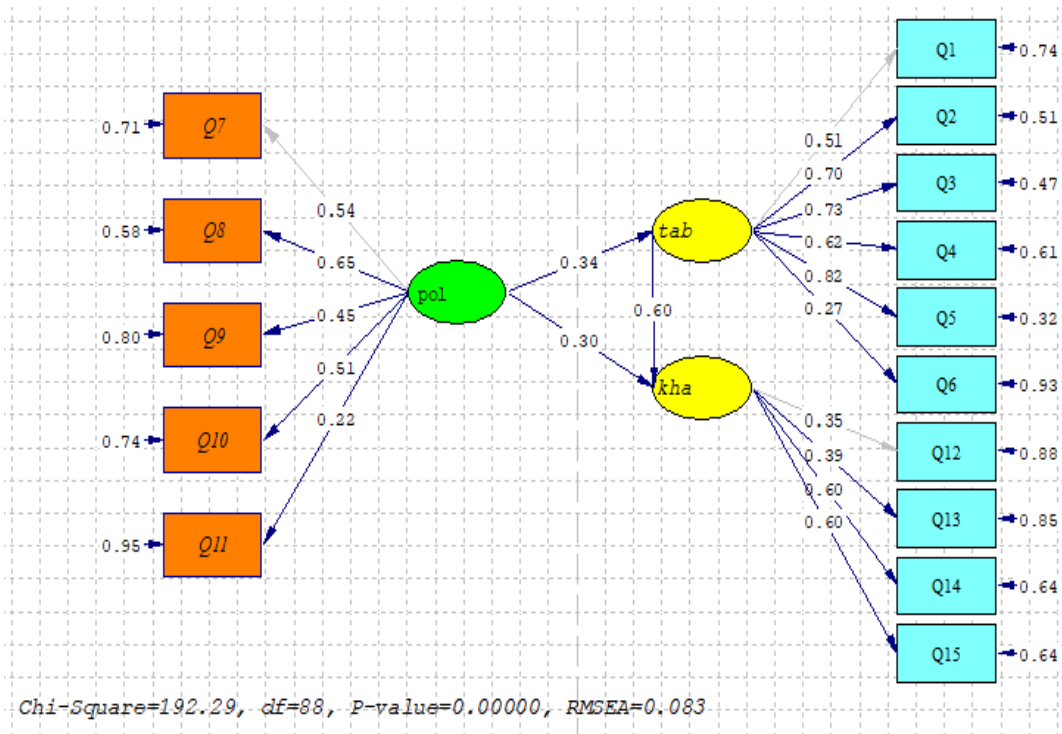 0.71
Q7
0.58
Q8
0.80
Q9
0.74
Q10
0.95
Q11
0.54
0.65
0.45
0.51
0.22
pol
0.34
0.30
tab
0.60
kha
0.51
0.70
0.73
0.62
0.82
0.27
0.35
0.39
0.60
0.60
Q1
0.74
Q2
0.51
Q3
0.47
Q4
0.61
Q5
0.32
Q6
0.93
Q12
0.88
Q13
0.85
Q14
0.64
Q15
0.64
Chi-Square=192.29, df=88, P-value=0.00000, RMSEA=0.083